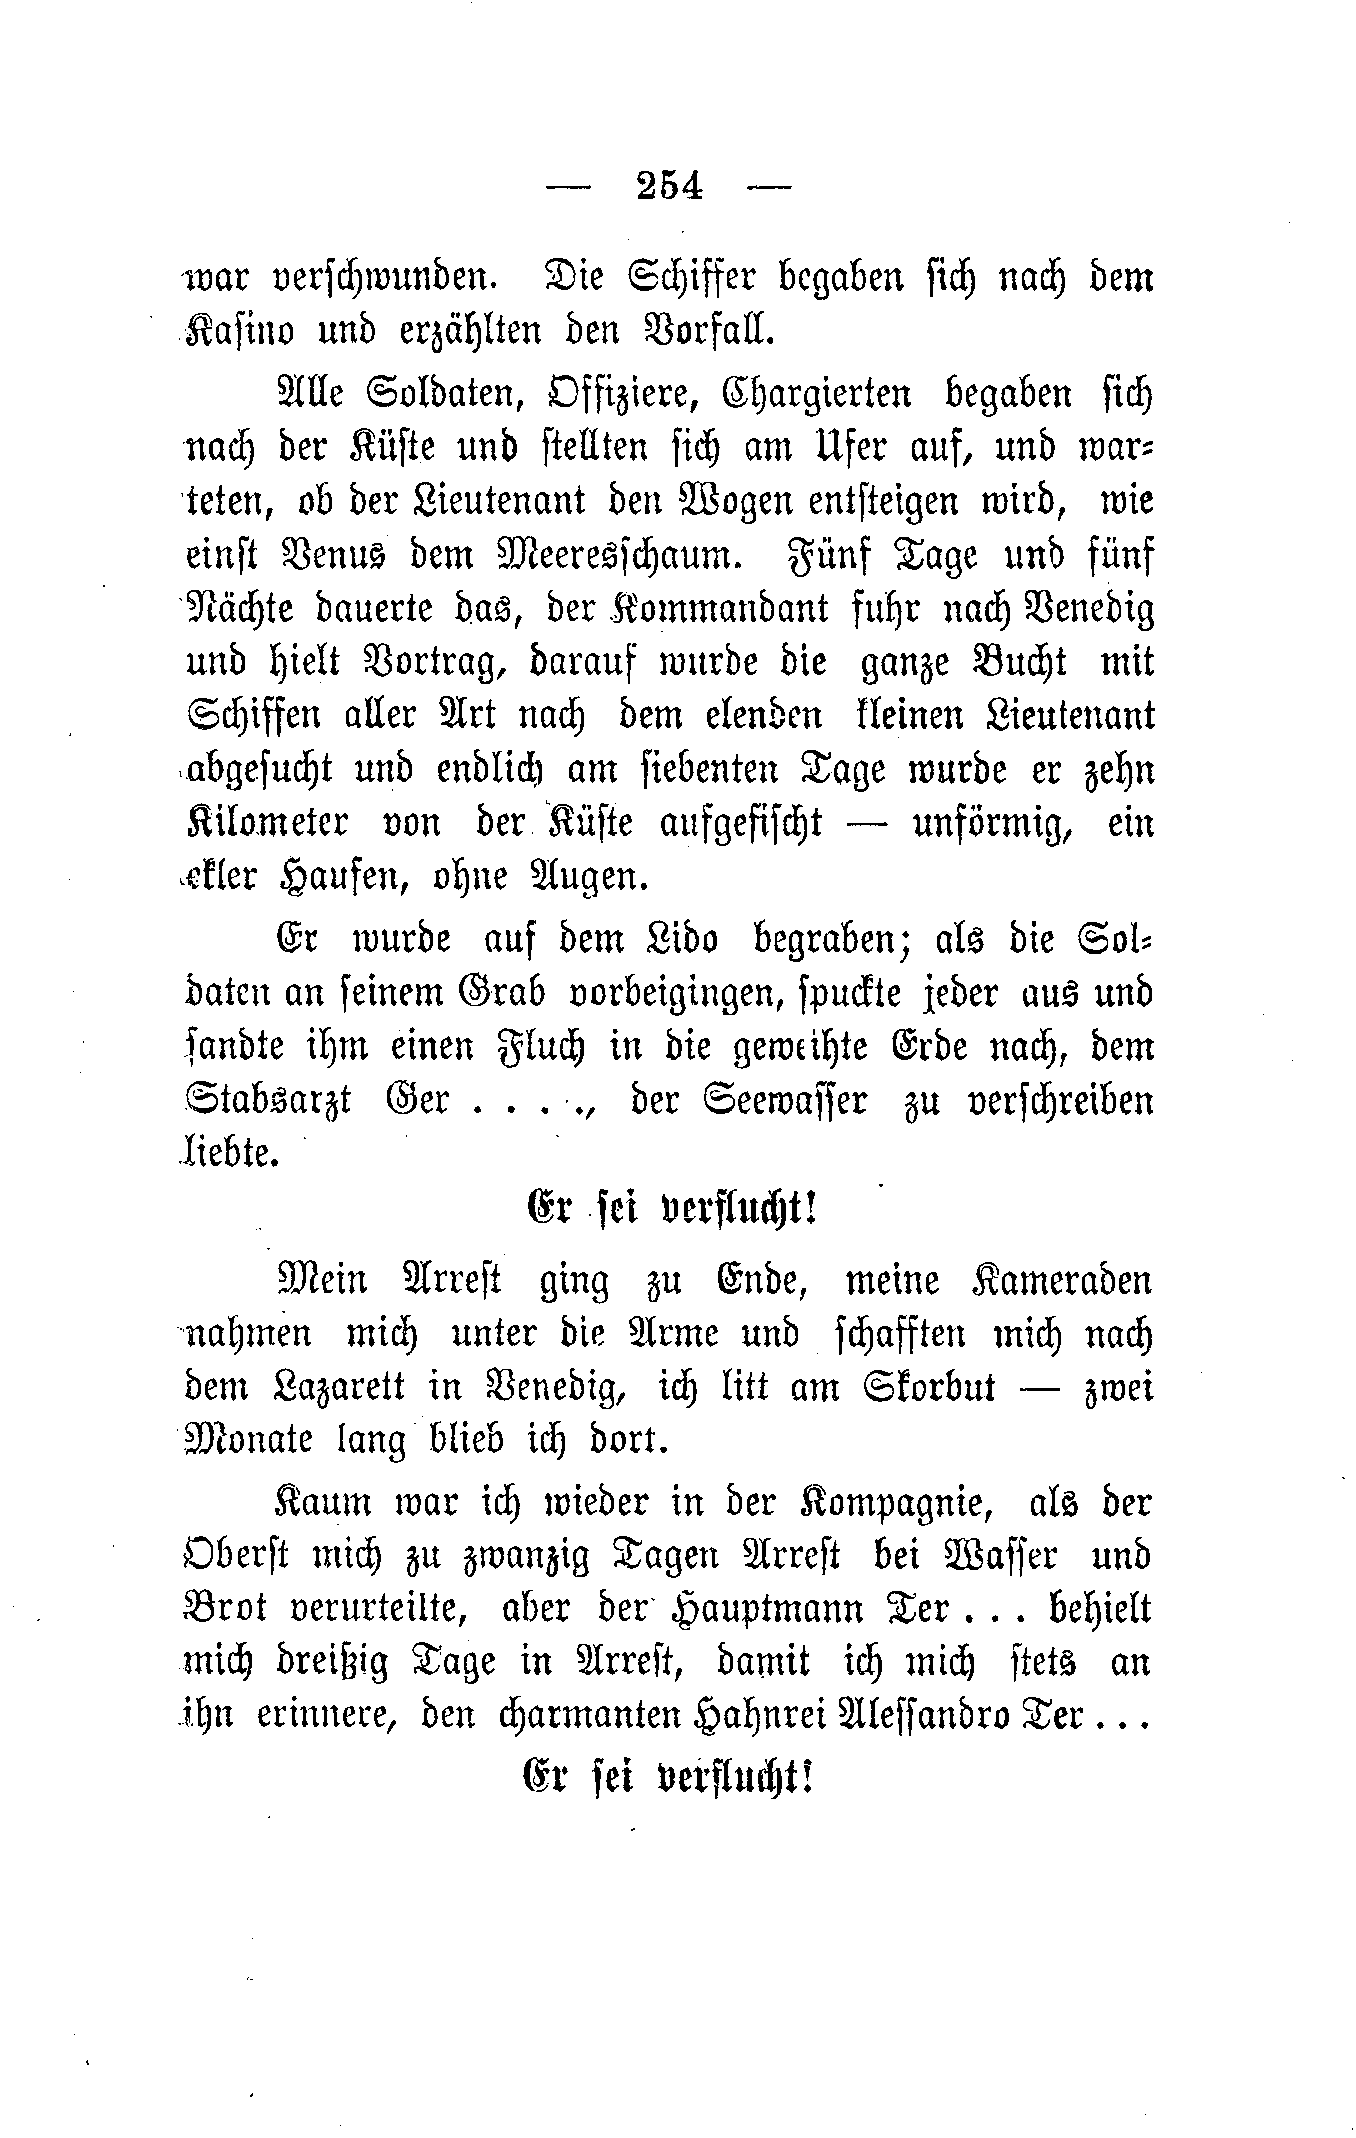 — 254 —
war verschwunden. Die Schiffer begaben sich nach dem
Kasino und erzählten den Vorfall.
Alle Soldaten, Offiziere, Chargierten begaben sich
nach der Küste und stellten sich am Ufer auf, und war-
teten, ob der Lieutenant den Wogen entsteigen wird, wie
einst Venus dem Meeresschaum. Fünf Tage und fünf
Nächte dauerte das, der Kommandant fuhr nach Venedig
und hielt Vortrag, darauf wurde die ganze Bucht mit
Schiffen aller Art nach dem elenden kleinen Lieutenant
abgesucht und endlich am siebenten Tage wurde er zehn
Kilometer von der Küste aufgefischt — unförmig, ein
ekler Haufen, ohne Augen.
Er wurde auf dem Lido begraben; als die Sol-
daten an seinem Grab vorbeigingen, spuckte jeder aus und
sandte ihm einen Fluch in die geweihte Erde nach, dem
Stabsarzt Ger . . . ., der Seewasser zu verschreiben
liebte.
Er sei verflucht!
Mein Arrest ging zu Ende, meine Kameraden
nahmen mich unter die Arme und schafften mich nach
dem Lazarett in Venedig, ich litt am Skorbut — zwei
Monate lang blieb ich dort.
Kaum war ich wieder in der Kompagnie, als der
Oberst mich zu zwanzig Tagen Arrest bei Wasser und
Brot verurteilte, aber der Hauptmann Ter . . . behielt
mich dreißig Tage in Arrest, damit ich mich stets an
ihn erinnere, den charmanten Hahnrei Alessandro Ter . . .
Er sei verflucht!